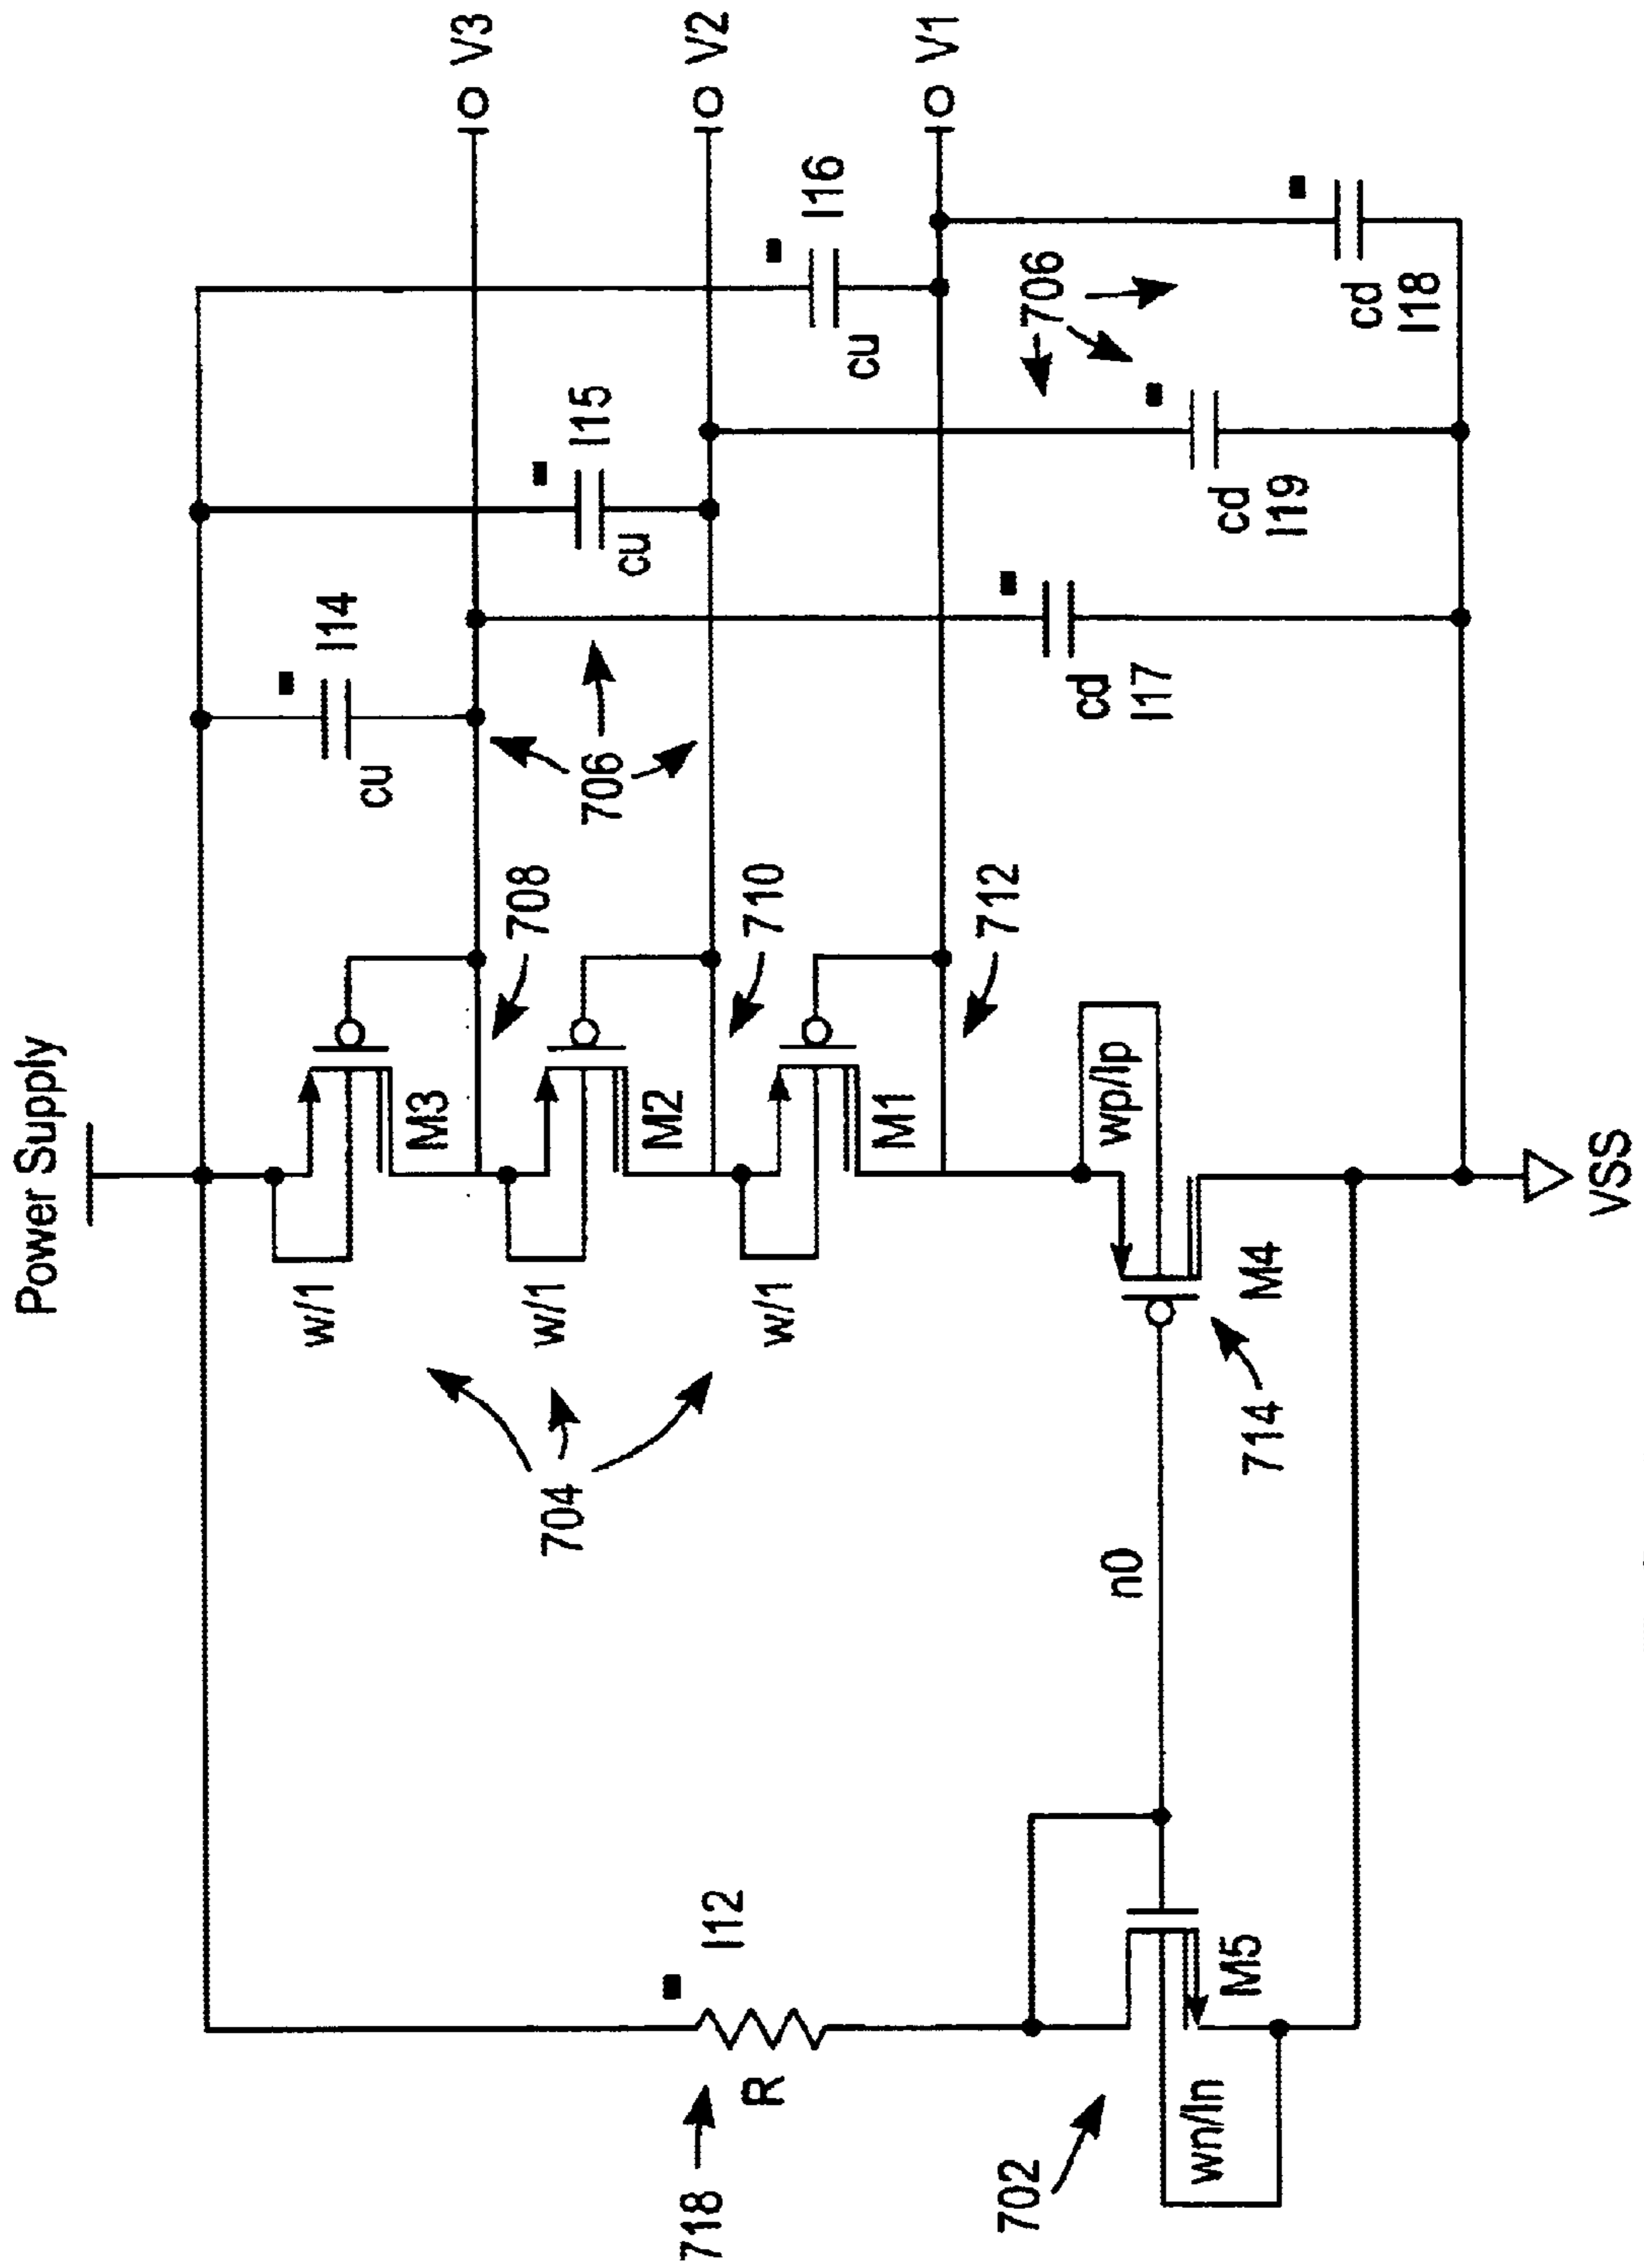 Power Supply
w/1
M3
708
I14
cu
V3
704
w/1
M2
706
I15
cu
V2
710
w/1
M1
712
I16
cu
V1
706
718
R
I12
n0
wp/lp
M4
714
cd
I17
cd
I19
cd
I18
702
wn/ln
M5
VSS